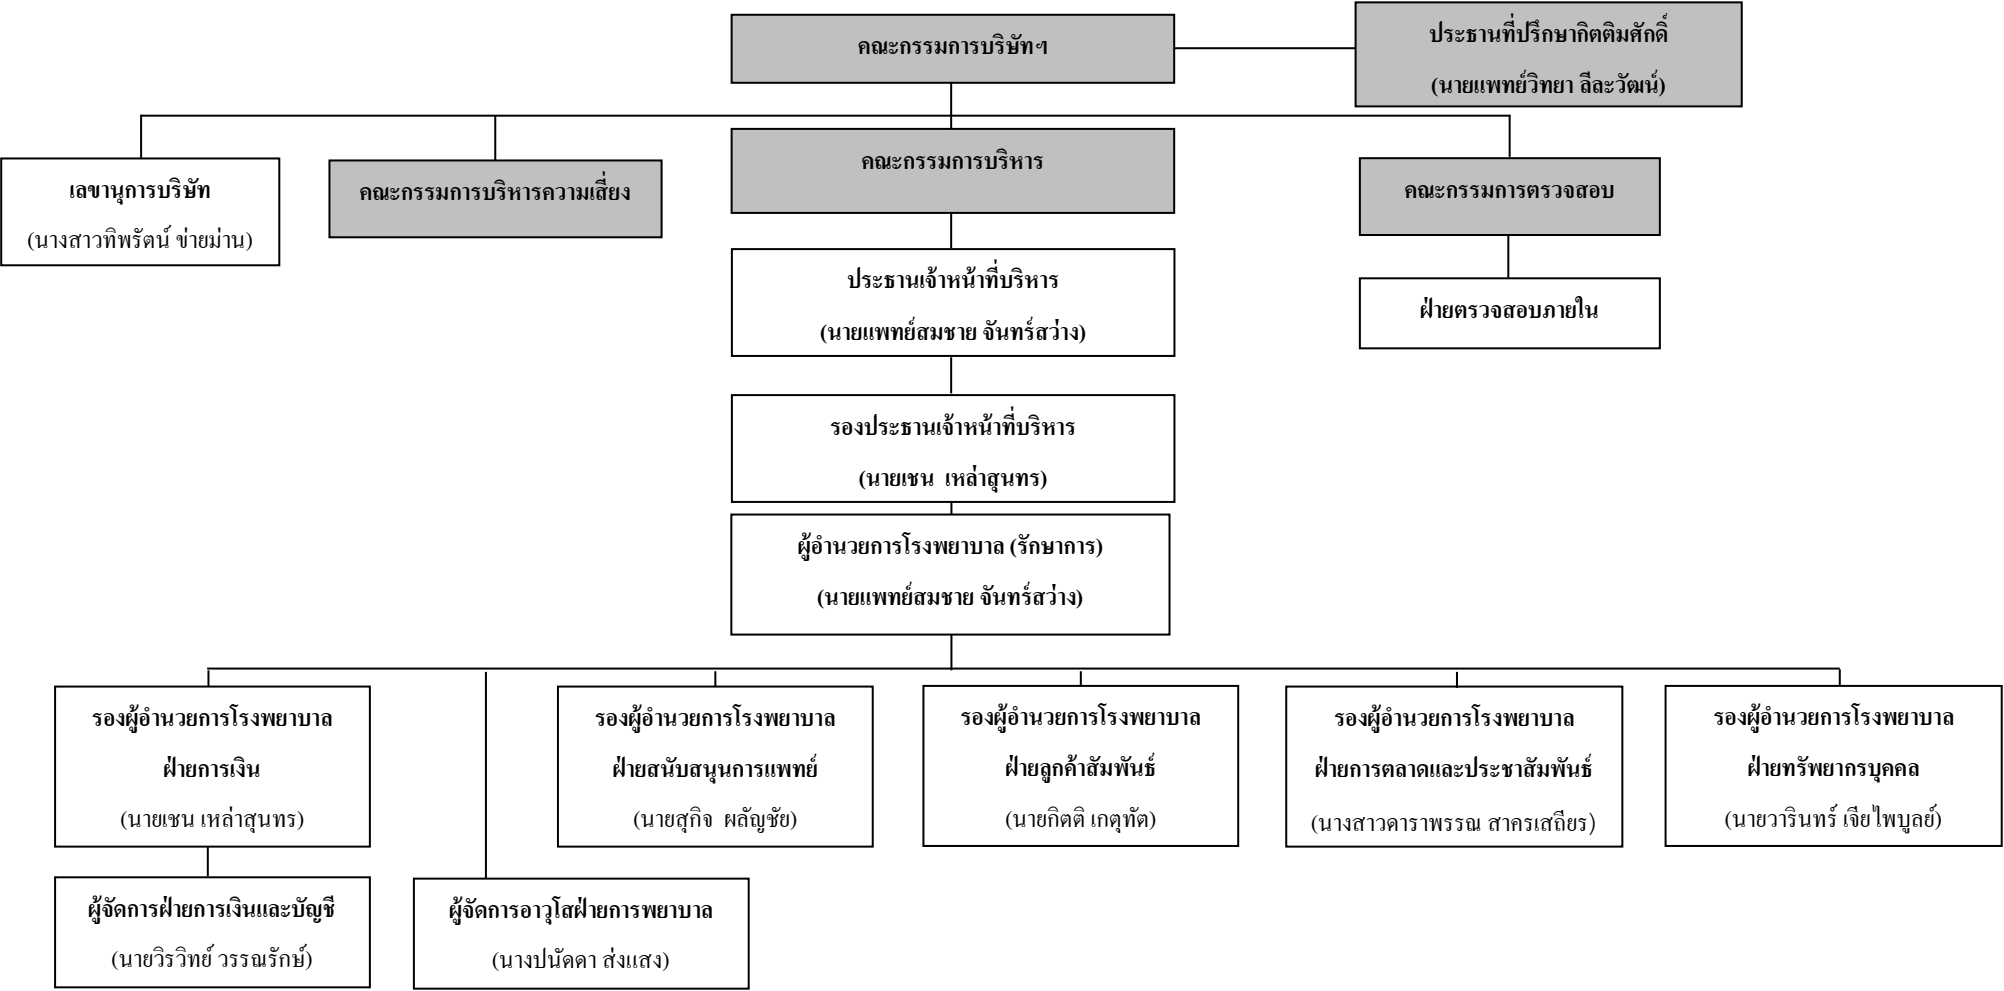 คณะกรรมการบริษัทฯ
ประธานที่ปรึกษากิตติมศักดิ์
(นายแพทย์วิทยา ลีละวัฒน์)
เลขานุการบริษัท
(นางสาวทิพรัตน์ ข่ายม่าน)
คณะกรรมการบริหารความเสี่ยง
คณะกรรมการบริหาร
คณะกรรมการตรวจสอบ
ประธานเจ้าหน้าที่บริหาร
(นายแพทย์สมชาย จันทร์สว่าง)
ฝ่ายตรวจสอบภายใน
รองประธานเจ้าหน้าที่บริหาร
(นายเชน เหล่าสุนทร)
ผู้อำนวยการโรงพยาบาล (รักษาการ)
(นายแพทย์สมชาย จันทร์สว่าง)
รองผู้อำนวยการโรงพยาบาล
ฝ่ายการเงิน
(นายเชน เหล่าสุนทร)
รองผู้อำนวยการโรงพยาบาล
ฝ่ายสนับสนุนการแพทย์
(นายสุกิจ ผลัญชัย)
รองผู้อำนวยการโรงพยาบาล
ฝ่ายลูกค้าสัมพันธ์
(นายกิตติ เกตุทัต)
รองผู้อำนวยการโรงพยาบาล
ฝ่ายการตลาดและประชาสัมพันธ์
(นางสาวดาราพรรณ สาครเสถียร)
รองผู้อำนวยการโรงพยาบาล
ฝ่ายทรัพยากรบุคคล
(นายวารินทร์ เจียไพบูลย์)
ผู้จัดการฝ่ายการเงินและบัญชี
(นายวิรวิทย์ วรรณรักษ์)
ผู้จัดการอาวุโสฝ่ายการพยาบาล
(นางปนัดดา ส่งแสง)